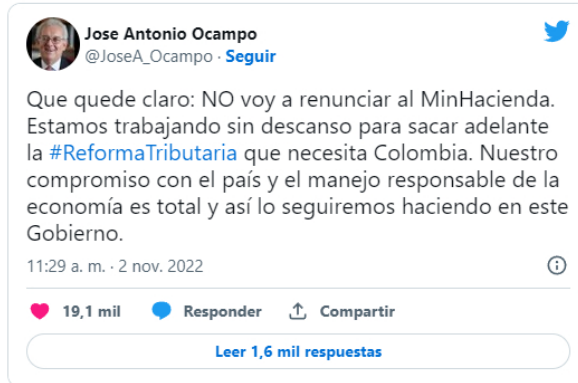 Jose Antonio Ocampo
@JoseA_Ocampo · Seguir
Que quede claro: NO voy a renunciar al MinHacienda.
Estamos trabajando sin descanso para sacar adelante
la #ReformaTributaria que necesita Colombia. Nuestro
compromiso con el país y el manejo responsable de la
economía es total y así lo seguiremos haciendo en este
Gobierno.
11:29 a. m. · 2 nov. 2022
19,1 mil Responder Compartir
Leer 1,6 mil respuestas